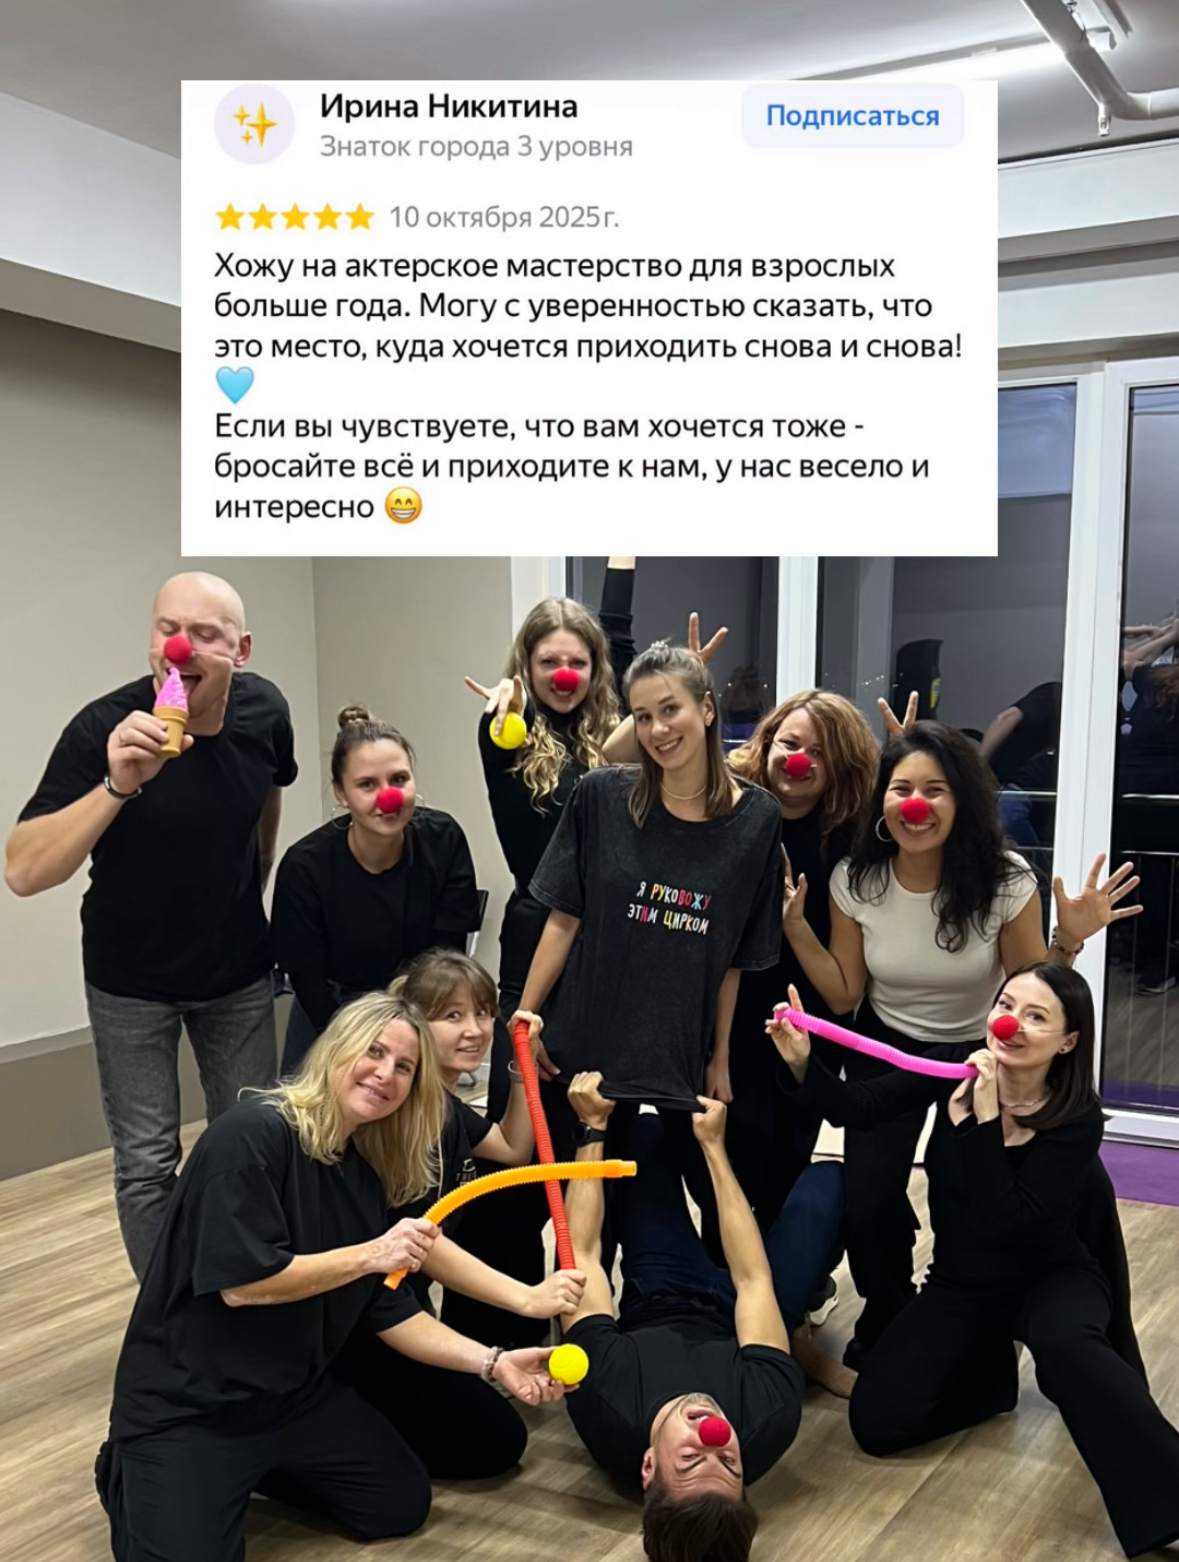 Ирина Никитина
Подписаться
Знаток города 3 уровня
10 октября 2025 г.
Хожу на актерское мастерство для взрослых
больше года. Могу с уверенностью сказать, что
это место, куда хочется приходить снова и снова!
🩵
Если вы чувствуете, что вам хочется тоже -
бросайте всё и приходите к нам, у нас весело и
интересно 😁
Я РУКОВОЖУ
ЭТИМ ЦИРКОМ